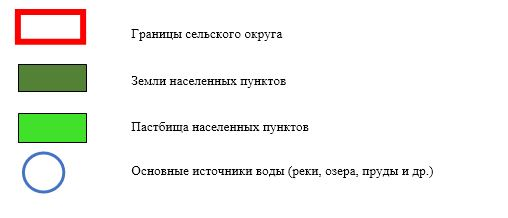 Границы сельского округа
Земли населенных пунктов
Пастбища населенных пунктов
Основные источники воды (реки, озера, пруды и др.)